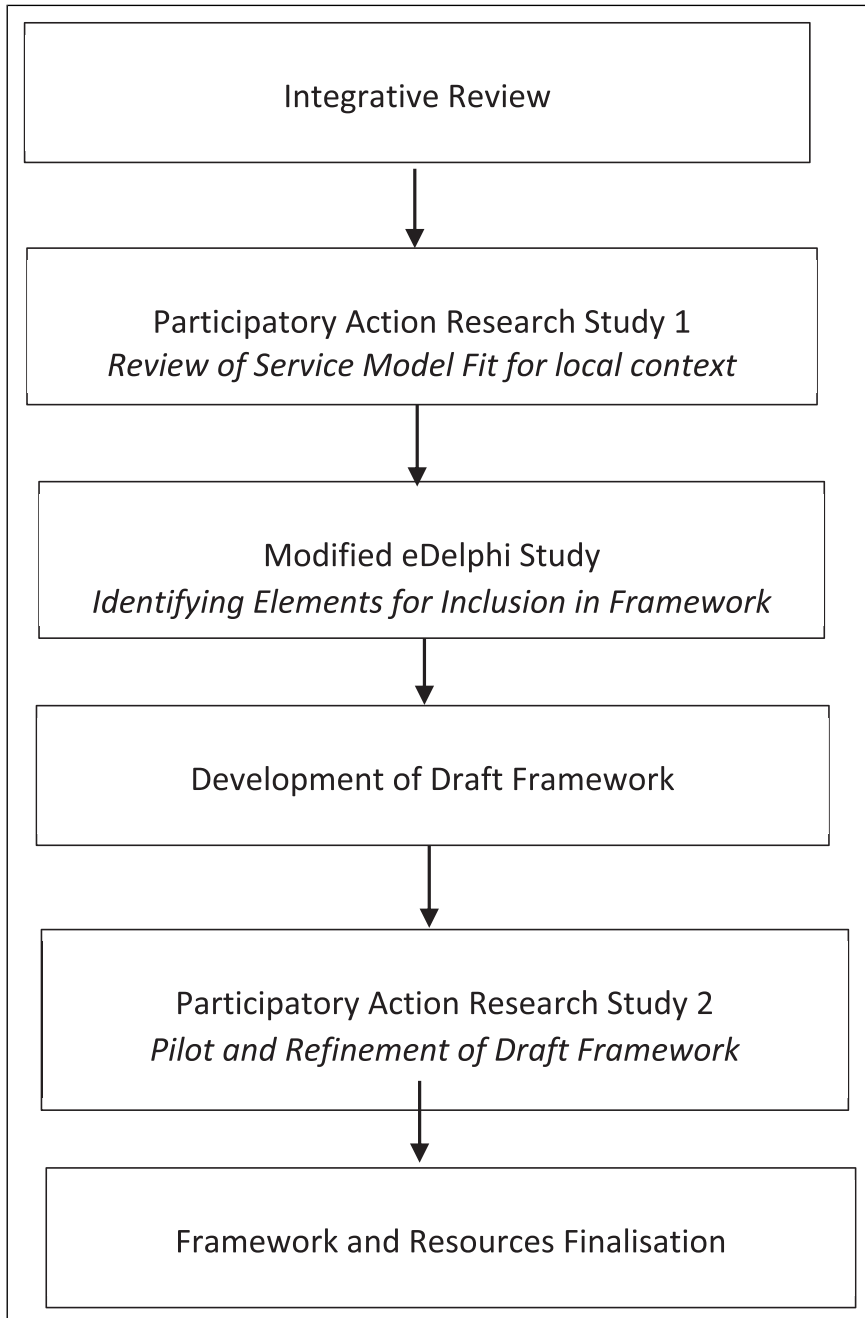 Integrative Review
Participatory Action Research Study 1
Review of Service Model Fit for local context
Modified eDelphi Study
Identifying Elements for Inclusion in Framework
Development of Draft Framework
Participatory Action Research Study 2
Pilot and Refinement of Draft Framework
Framework and Resources Finalisation